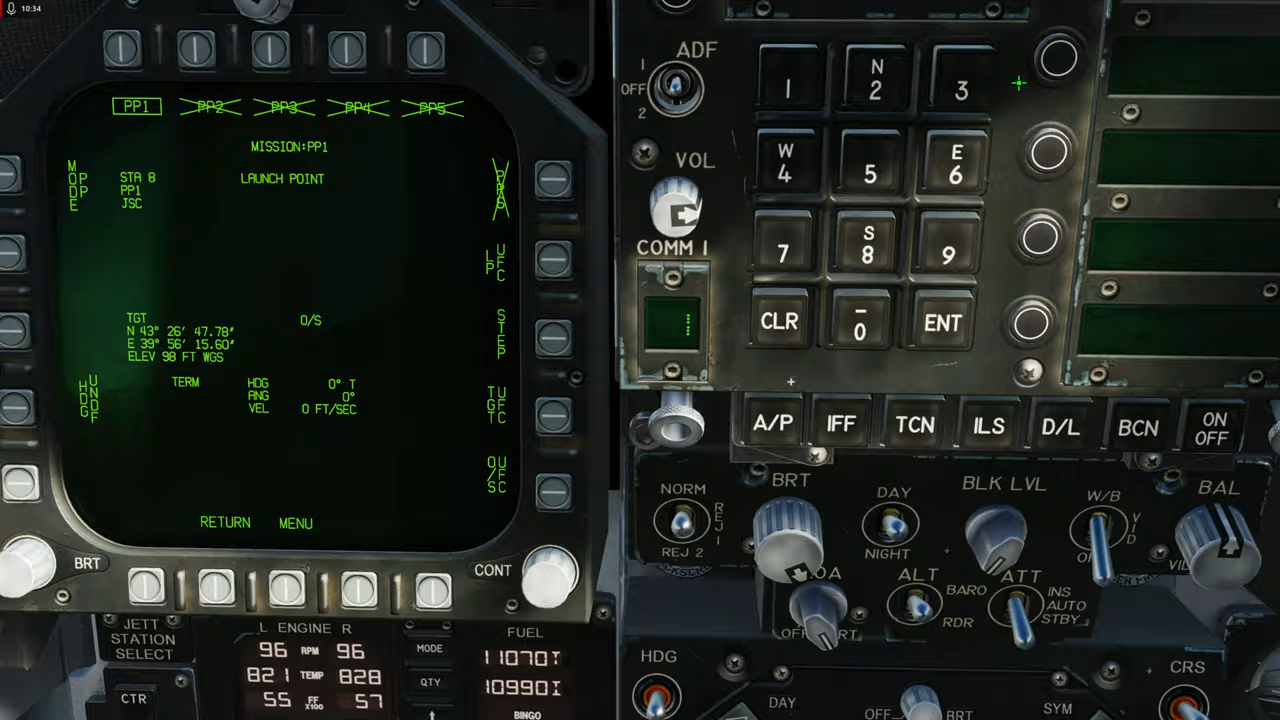 10:34
PP1 PP2 PP3 PP4 PP5
MISSION:PP1
MODE PP
STA 8
PP1
JSC
LAUNCH POINT
UFC LP
STEP
TGT
N 43° 26' 47.78"
E 39° 56' 15.60"
ELEV 98 FT WGS
O/S
TERM
HDG 0° T
ANG 0°
VEL 0 FT/SEC
HDG UNDF
TGT UFC
O/S UFC
RETURN MENU
BRT
CONT
ADF
1
OFF
2
VOL
COMM 1
1
N
2
3
W
4
5
E
6
7
S
8
9
CLR
-
0
ENT
A/P IFF TCN ILS D/L BCN ON
OFF
NORM
REJ 1
REJ 2
BRT
DAY
NIGHT
BLK LVL
W/B
VID
BAL
ALT
BARO
RDR
ATT
INS
AUTO
STBY
JETT
STATION
SELECT
CTR
L ENGINE R
96 RPM 96
821 TEMP 828
55 FF X100 57
MODE
QTY
FUEL
11070T
10990I
BINGO
HDG
DAY
OFF
BRT
SYM
CRS